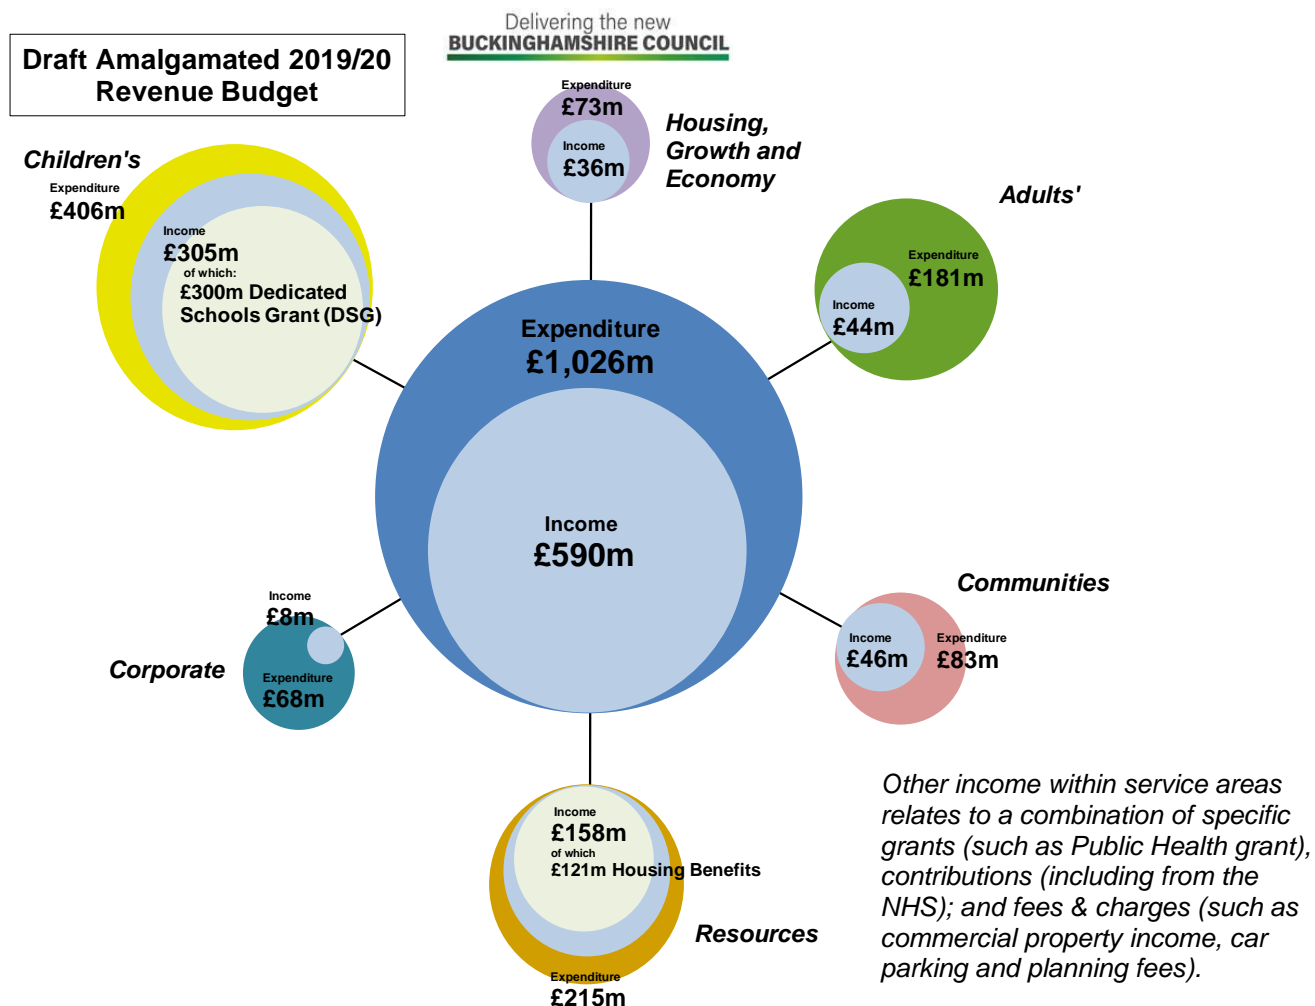 Delivering the new
BUCKINGHAMSHIRE COUNCIL
Draft Amalgamated 2019/20
Revenue Budget
Children's
Expenditure
£406m
Income
£305m
of which:
£300m Dedicated
Schools Grant (DSG)
Expenditure
£73m
Income
£36m
Housing,
Growth and
Economy
Adults'
Expenditure
£181m
Income
£44m
Expenditure
£1,026m
Income
£590m
Communities
Income
£46m
Expenditure
£83m
Income
£8m
Corporate
Expenditure
£68m
Income
£158m
of which
£121m Housing Benefits
Resources
Expenditure
£215m
Other income within service areas
relates to a combination of specific
grants (such as Public Health grant),
contributions (including from the
NHS); and fees & charges (such as
commercial property income, car
parking and planning fees).